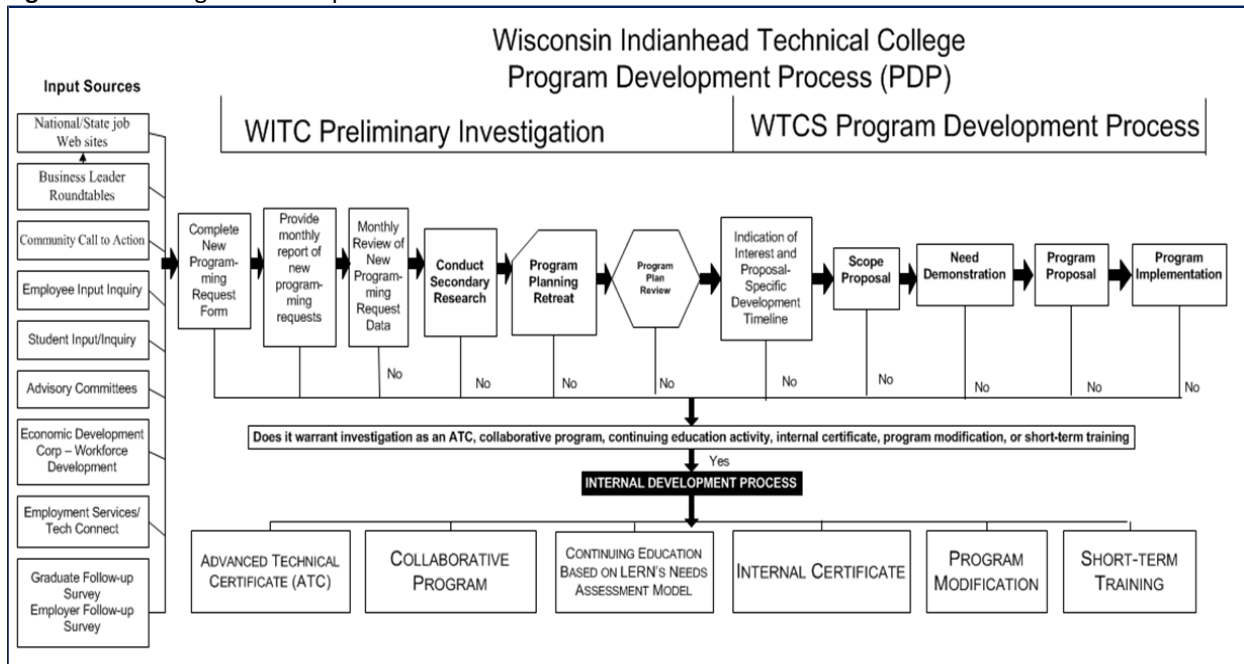 Wisconsin Indianhead Technical College
Program Development Process (PDP)
Input Sources
WITC Preliminary Investigation
WTCS Program Development Process
National/State job
Web sites
Business Leader
Roundtables
Community Call to Action
Employee Input Inquiry
Student Input/Inquiry
Advisory Committees
Economic Development
Corp – Workforce
Development
Employment Services/
Tech Connect
Graduate Follow-up
Survey
Employer Follow-up
Survey
Complete
New
Program-
ming
Request
Form
Provide
monthly
report of
new
program-
ming
requests
Monthly
Review of
New
Program-
ming
Request
Data
Conduct
Secondary
Research
Program
Planning
Retreat
Program
Plan
Review
Indication of
Interest and
Proposal-
Specific
Development
Timeline
Scope
Proposal
Need
Demonstration
Program
Proposal
Program
Implementation
No
No
No
No
No
No
No
No
No
Does it warrant investigation as an ATC, collaborative program, continuing education activity, internal certificate, program modification, or short-term training
Yes
INTERNAL DEVELOPMENT PROCESS
ADVANCED TECHNICAL
CERTIFICATE (ATC)
COLLABORATIVE
PROGRAM
CONTINUING EDUCATION
BASED ON LERN'S NEEDS
ASSESSMENT MODEL
INTERNAL CERTIFICATE
PROGRAM
MODIFICATION
SHORT-TERM
TRAINING